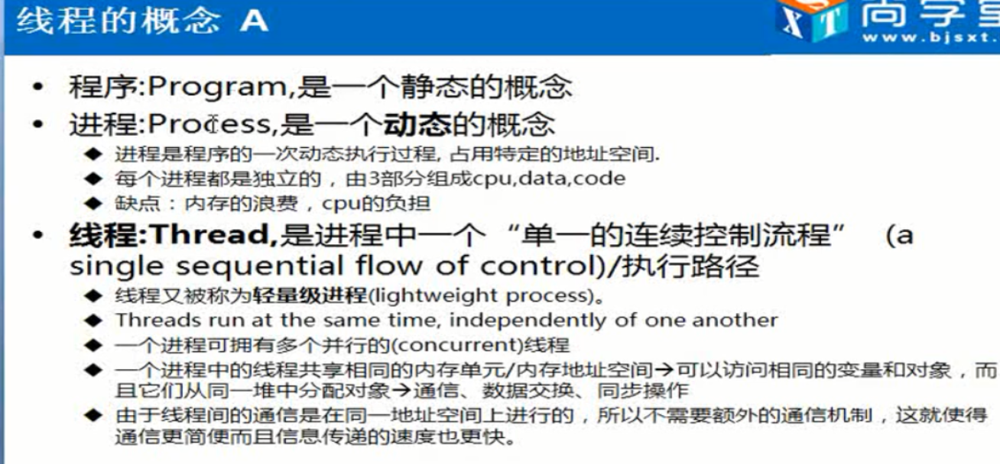 线程的概念 A
SXT 尚学堂
www.bjsxt.
• 程序:Program,是一个静态的概念
• 进程:Process,是一个动态的概念
◆ 进程是程序的一次动态执行过程, 占用特定的地址空间.
◆ 每个进程都是独立的，由3部分组成cpu,data,code
◆ 缺点：内存的浪费，cpu的负担
• 线程:Thread,是进程中一个“单一的连续控制流程” (a
single sequential flow of control)/执行路径
◆ 线程又被称为轻量级进程(lightweight process)。
◆ Threads run at the same time, independently of one another
◆ 一个进程可拥有多个并行的(concurrent)线程
◆ 一个进程中的线程共享相同的内存单元/内存地址空间→可以访问相同的变量和对象，而
且它们从同一堆中分配对象→通信、数据交换、同步操作
◆ 由于线程间的通信是在同一地址空间上进行的，所以不需要额外的通信机制，这就使得
通信更简便而且信息传递的速度也更快。